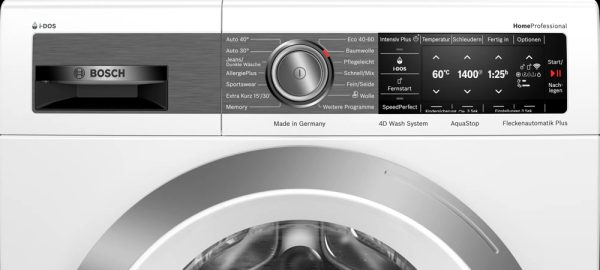 i-DOS
HomeProfessional
BOSCH
Auto 40°
Auto 30°
Jeans/
Dunkle Wäsche
AllergiePlus
Sportswear
Extra Kurz 15'/30'
Memory
Eco 40-60
Baumwolle
Pflegeleicht
Schnell/Mix
Fein/Seide
Wolle
Weitere Programme
Intensiv Plus
i-DOS
Fernstart
SpeedPerfect
Temperatur
Schleudern
Fertig in
Optionen
60°C
1400
1:25h
Start/
Nach-
legen
Kindersicherung
3 Sek.
Einstellungen 3 Sek.
Made in Germany
4D Wash System
AquaStop
Fleckenautomatik Plus